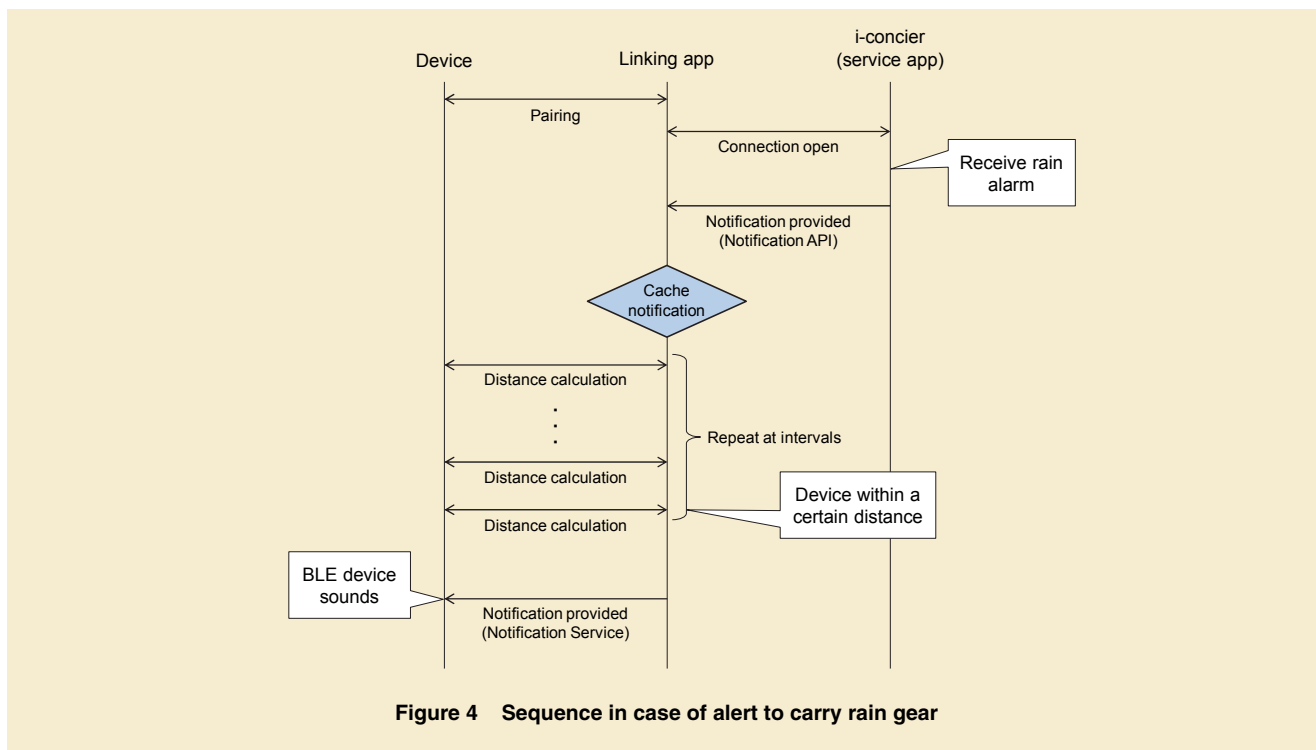 Device
Linking app
i-concier
(service app)
Pairing
Connection open
Receive rain
alarm
Notification provided
(Notification API)
Cache
notification
Distance calculation
Repeat at intervals
Distance calculation
Device within a
certain distance
Distance calculation
BLE device
sounds
Notification provided
(Notification Service)
Figure 4 Sequence in case of alert to carry rain gear